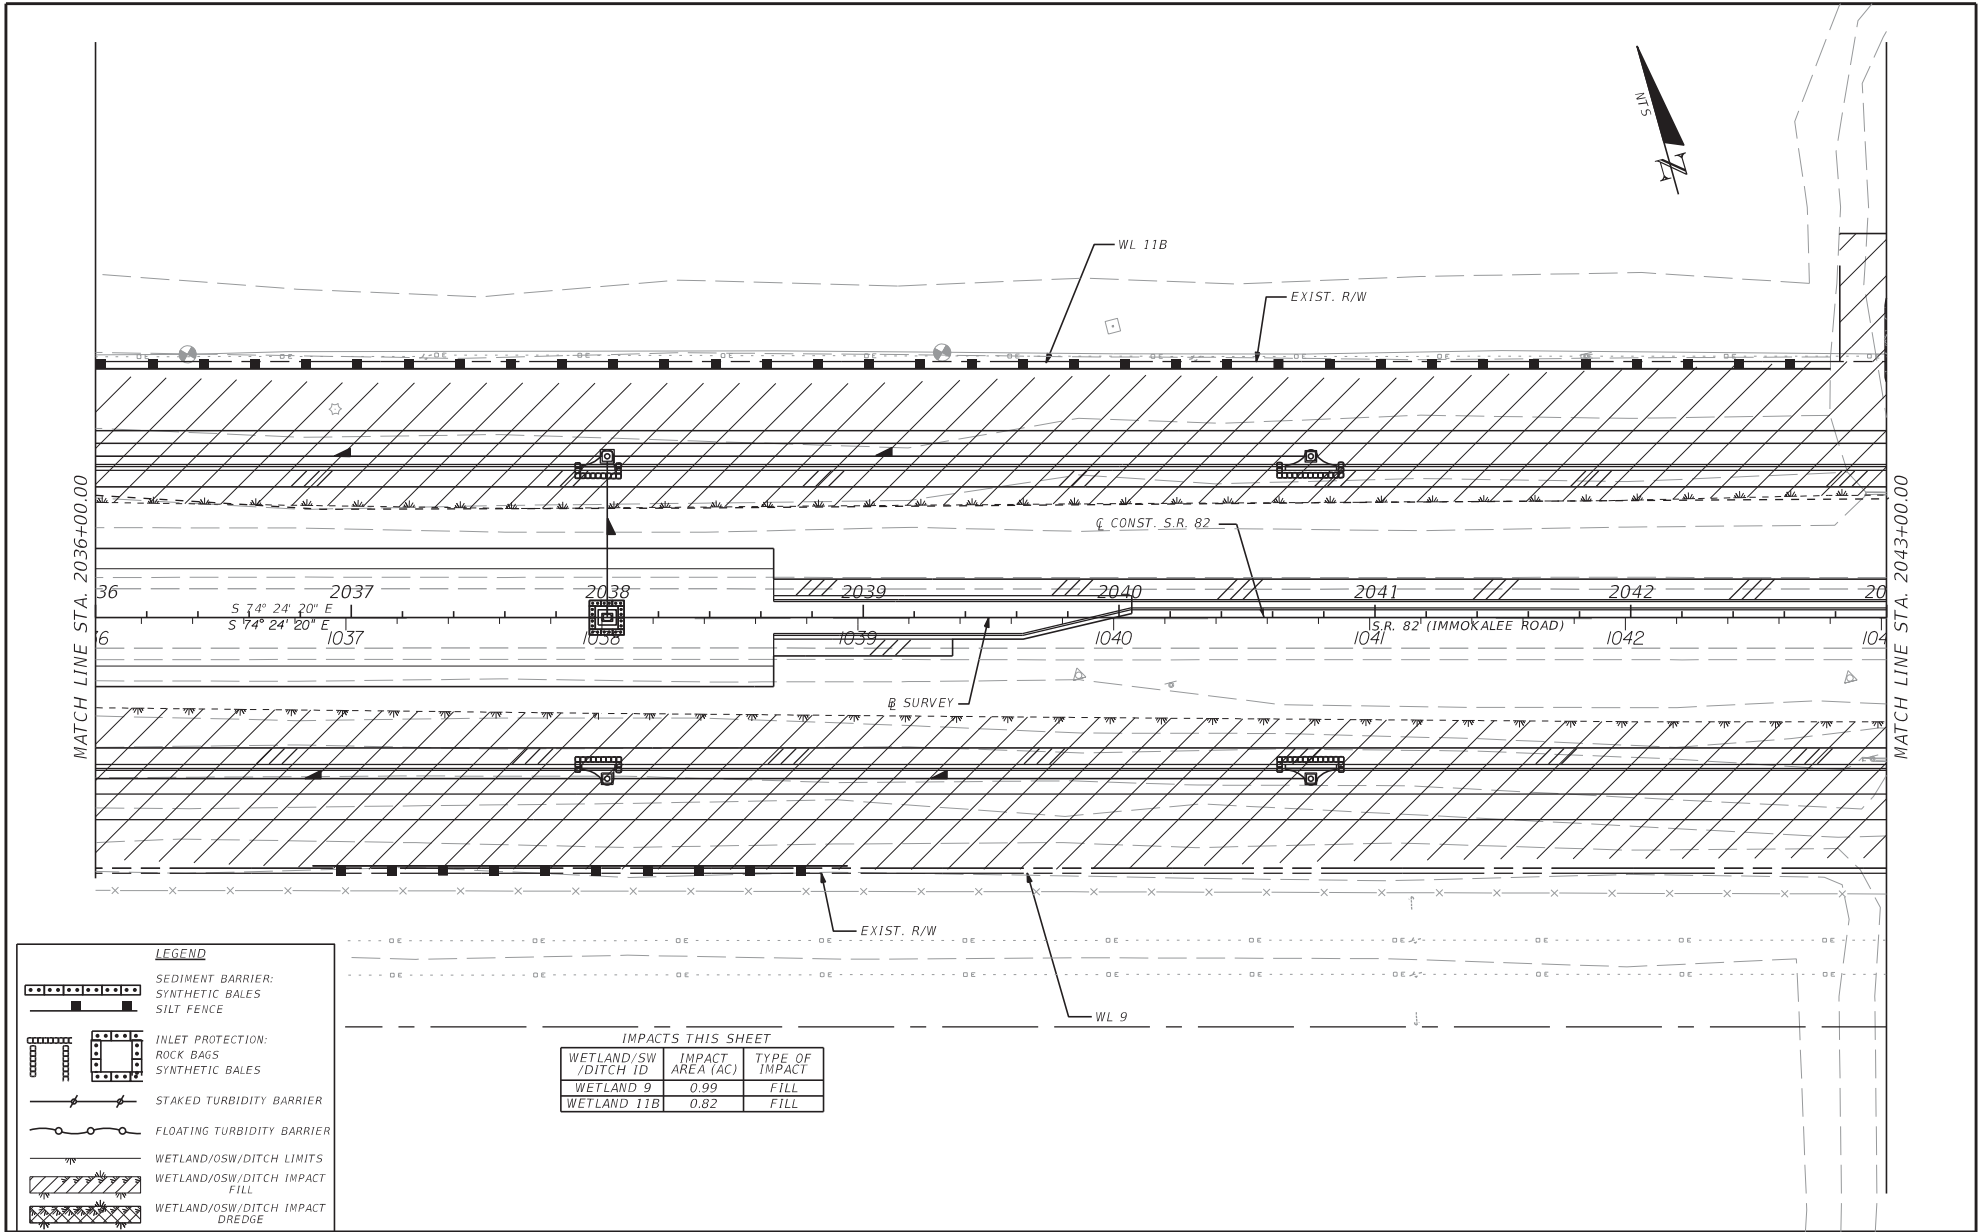 NTS
N
WL 11B
EXIST. R/W
MATCH LINE STA. 2036+00.00
MATCH LINE STA. 2043+00.00
℄ CONST. S.R. 82
36 2037 2038 2039 2040 2041 2042 20
S 74° 24' 20" E
S 74° 24' 20" E
S.R. 82 (IMMOKALEE ROAD)
1037 1038 1039 1040 1041 1042 104
B SURVEY
EXIST. R/W
WL 9
LEGEND
SEDIMENT BARRIER:
SYNTHETIC BALES
SILT FENCE
INLET PROTECTION:
ROCK BAGS
SYNTHETIC BALES
STAKED TURBIDITY BARRIER
FLOATING TURBIDITY BARRIER
WETLAND/OSW/DITCH LIMITS
WETLAND/OSW/DITCH IMPACT
FILL
WETLAND/OSW/DITCH IMPACT
DREDGE
IMPACTS THIS SHEET
WETLAND/SW IMPACT TYPE OF
/DITCH ID AREA (AC) IMPACT
WETLAND 9 0.99 FILL
WETLAND 11B 0.82 FILL